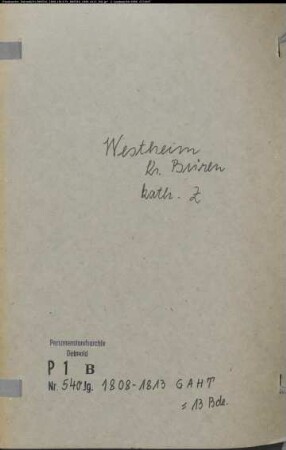 Westheim
Kr. Büren
kath. Z
Personenstandsarchiv
Detmold
P 1 B
Nr. 540 Jg. 1808-1813 GAHT
s 13 Bde.